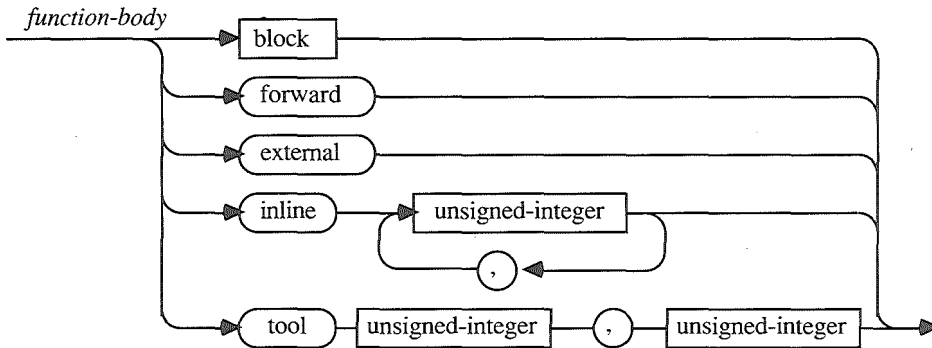 function-body
block
forward
external
inline unsigned-integer
,
tool unsigned-integer , unsigned-integer